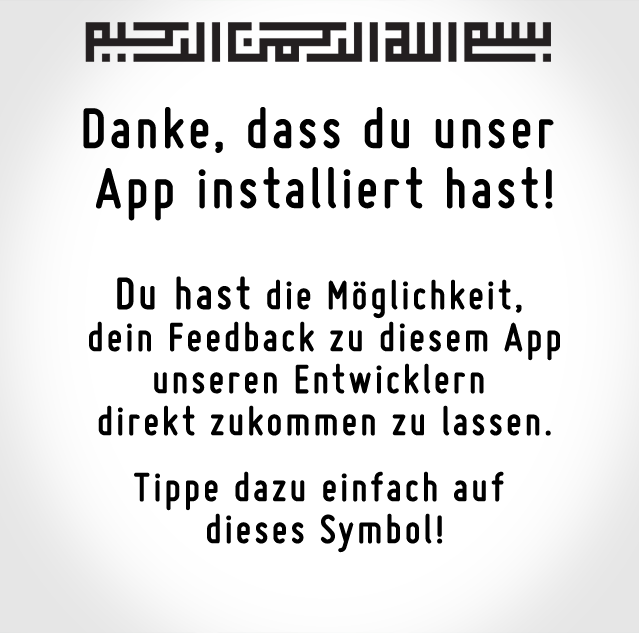 بسم الله الرحمن الرحيم
Danke, dass du unser
App installiert hast!
Du hast die Möglichkeit,
dein Feedback zu diesem App
unseren Entwicklern
direkt zukommen zu lassen.
Tippe dazu einfach auf
dieses Symbol!